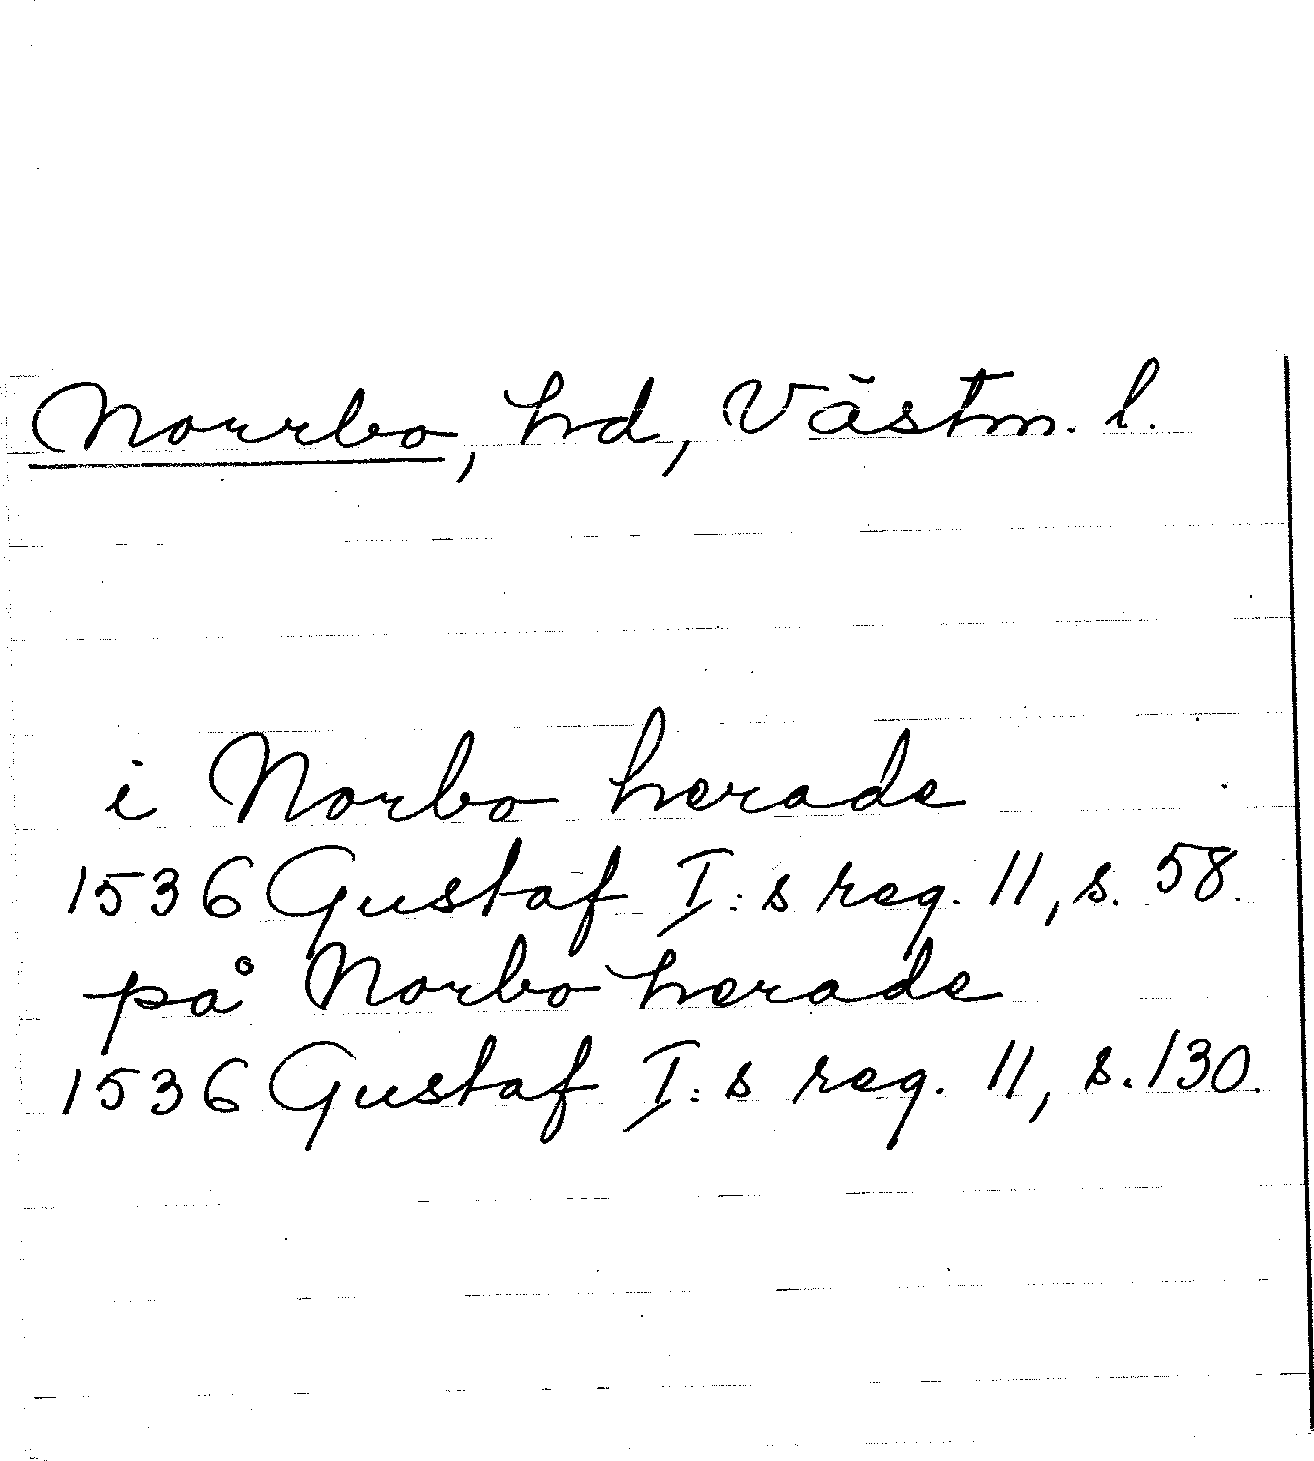 Norrbo, hd, Västm. l.
i Norbo herade
1536 Gustaf I:s reg. 11, s. 58.
på Norbo herade
1536 Gustaf I:s reg. 11, s. 130.